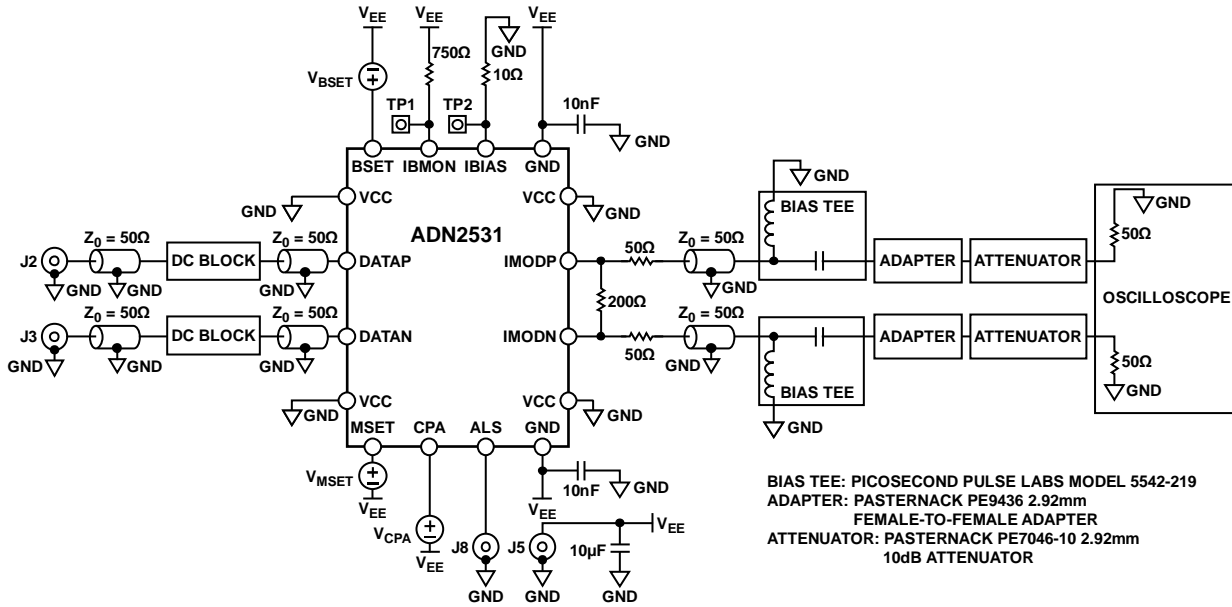 VEE VEE VEE
GND
750Ω
10Ω
VBSET
TP1 TP2 10nF
GND
BSET IBMON IBIAS GND
GND VCC VCC GND
ADN2531
GND
BIAS TEE
GND
50Ω
J2 Z0 = 50Ω DC BLOCK Z0 = 50Ω DATAP IMODP 50Ω Z0 = 50Ω ADAPTER ATTENUATOR
GND GND GND GND
200Ω
OSCILLOSCOPE
J3 Z0 = 50Ω DC BLOCK Z0 = 50Ω DATAN IMODN 50Ω Z0 = 50Ω ADAPTER ATTENUATOR
GND GND GND GND
50Ω
GND
BIAS TEE
GND
GND VCC VCC GND
MSET CPA ALS GND
VMSET
VEE
10nF
GND
VEE
VCPA
VEE
J8
GND
J5
GND
10µF
VEE
GND
BIAS TEE: PICOSECOND PULSE LABS MODEL 5542-219
ADAPTER: PASTERNACK PE9436 2.92mm
FEMALE-TO-FEMALE ADAPTER
ATTENUATOR: PASTERNACK PE7046-10 2.92mm
10dB ATTENUATOR